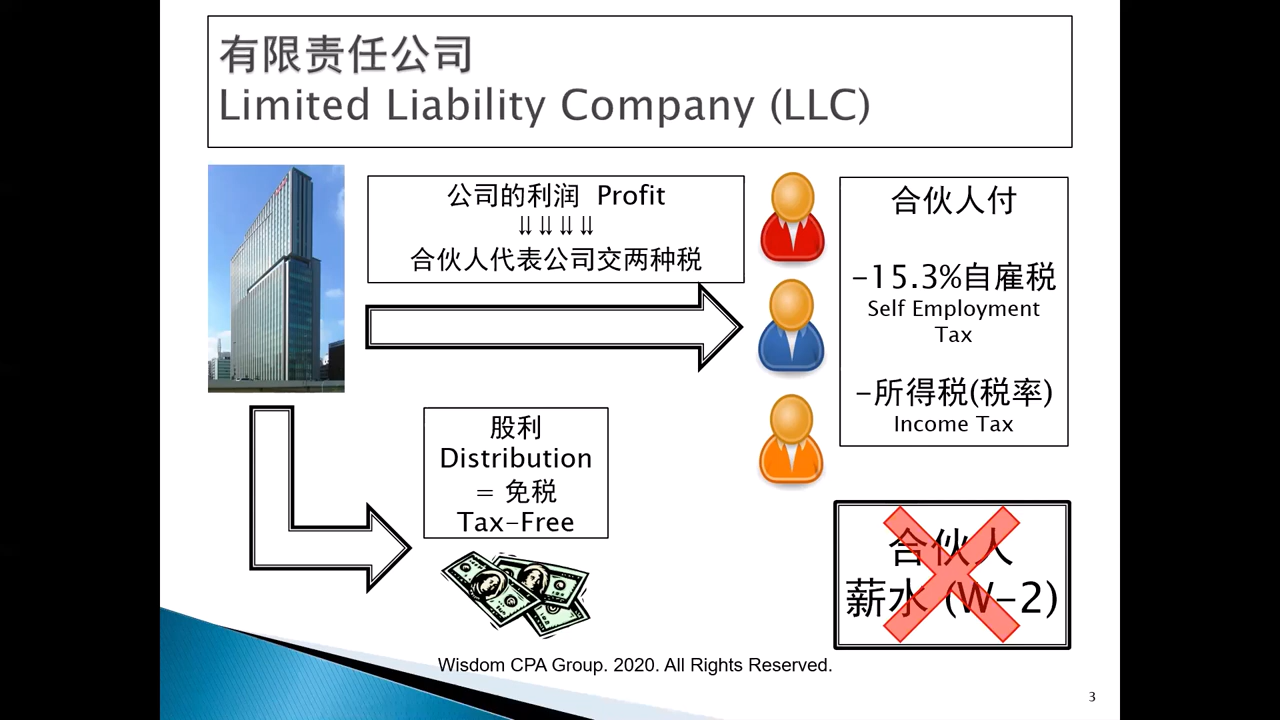 有限责任公司
Limited Liability Company (LLC)
公司的利润 Profit
⇊⇊⇊⇊
合伙人代表公司交两种税
合伙人付
-15.3%自雇税
Self Employment
Tax
-所得税(税率)
Income Tax
股利
Distribution
= 免税
Tax-Free
合伙人
薪水 (W-2)
Wisdom CPA Group. 2020. All Rights Reserved.
3